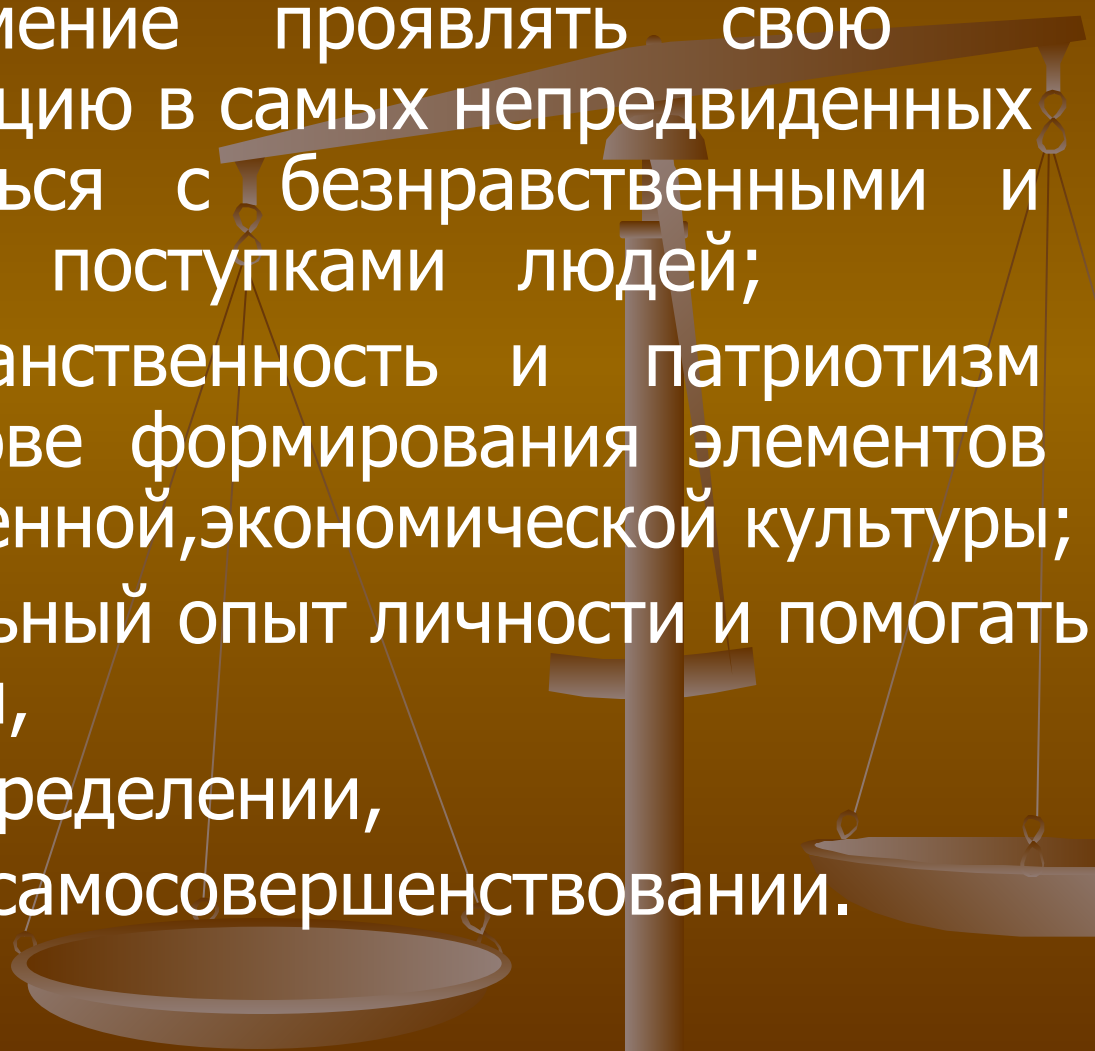 мение проявлять свою
цию в самых непредвиденных
ься с безнравственными и
поступками людей;
анственность и патриотизм
ове формирования элементов
енной,экономической культуры;
ьный опыт личности и помогать
,
ределении,
самосовершенствовании.